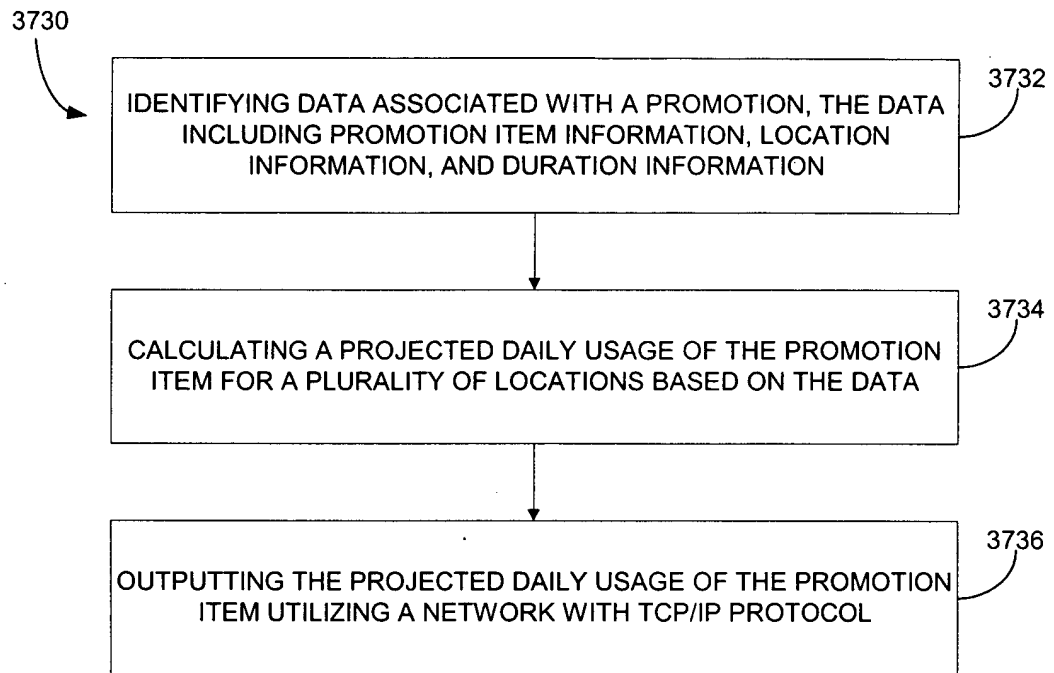 3730
3732
IDENTIFYING DATA ASSOCIATED WITH A PROMOTION, THE DATA
INCLUDING PROMOTION ITEM INFORMATION, LOCATION
INFORMATION, AND DURATION INFORMATION
3734
CALCULATING A PROJECTED DAILY USAGE OF THE PROMOTION
ITEM FOR A PLURALITY OF LOCATIONS BASED ON THE DATA
3736
OUTPUTTING THE PROJECTED DAILY USAGE OF THE PROMOTION
ITEM UTILIZING A NETWORK WITH TCP/IP PROTOCOL